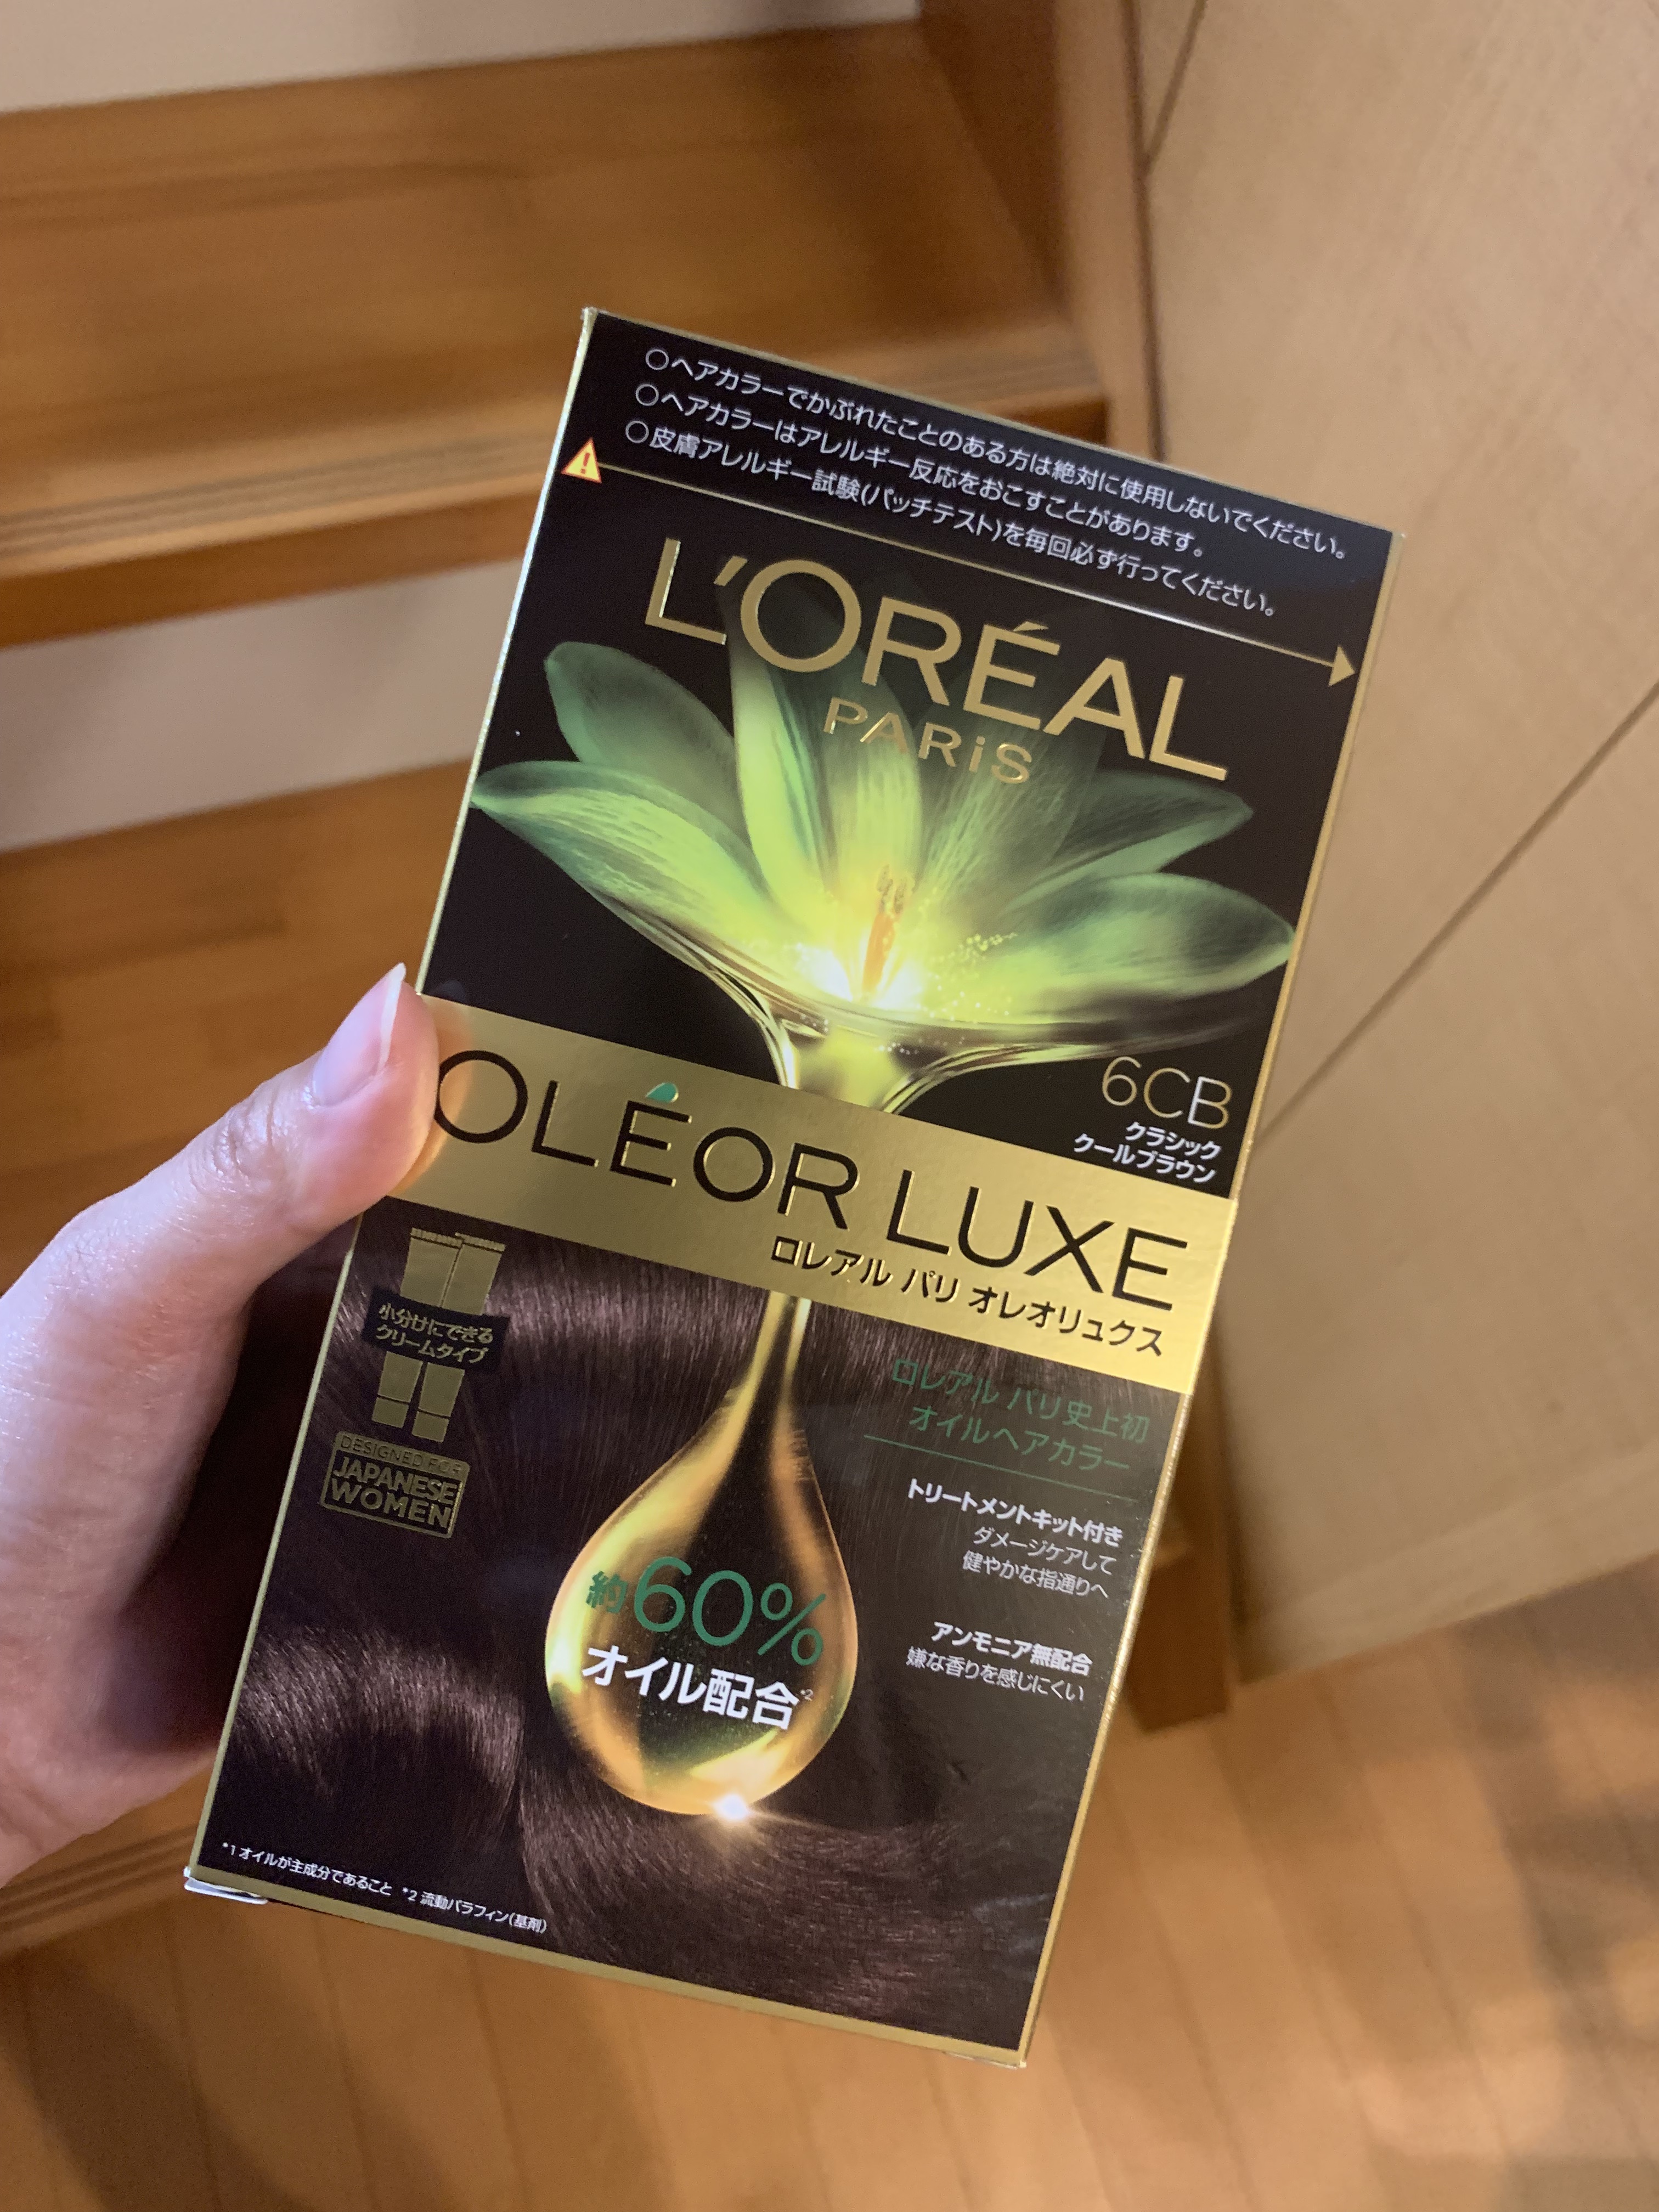 ○ヘアカラーでかぶれたことのある方は絶対に使用しないでください。
○ヘアカラーはアレルギー反応をおこすことがあります。
○皮膚アレルギー試験(パッチテスト)を毎回必ず行ってください。
L'ORÉAL
PARiS
6CB
クラシック
クールブラウン
OLÉOR LUXE
ロレアル パリ オレオリュクス
小分けにできる
クリームタイプ
DESIGNED FOR
JAPANESE
WOMEN
ロレアル パリ史上初
オイルヘアカラー
トリートメントキット付き
ダメージケアして
健やかな指通りへ
アンモニア無配合
嫌な香りを感じにくい
約60%
オイル配合*2
*1 オイルが主成分であること *2 流動パラフィン(基剤)